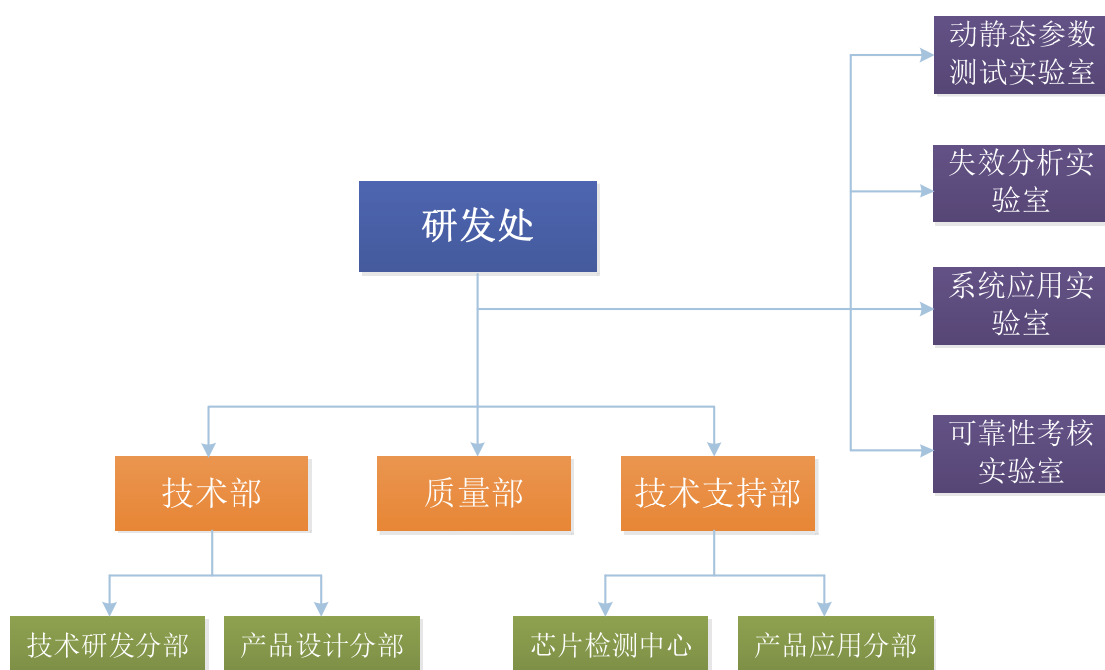 动静态参数
测试实验室
失效分析实
验室
研发处
系统应用实
验室
可靠性考核
实验室
技术部
质量部
技术支持部
技术研发分部
产品设计分部
芯片检测中心
产品应用分部